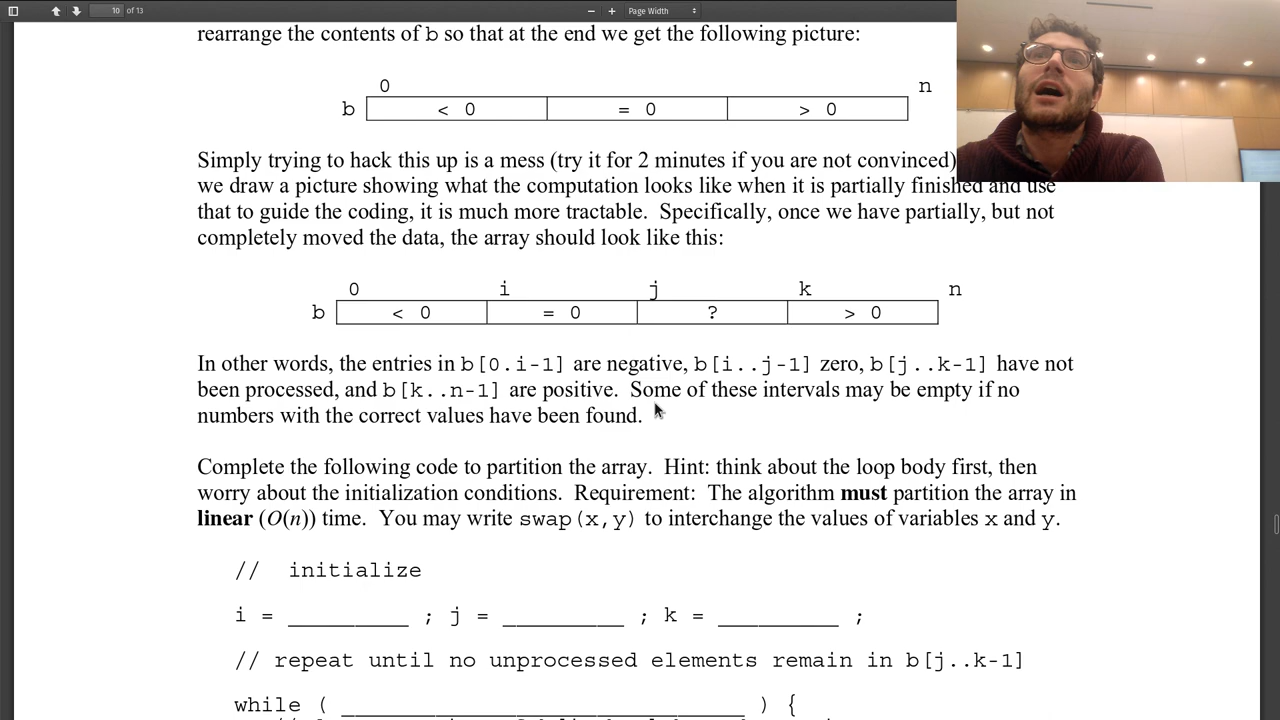 10 of 13
Page Width
rearrange the contents of b so that at the end we get the following picture:
0 n
b < 0 = 0 > 0
Simply trying to hack this up is a mess (try it for 2 minutes if you are not convinced)
we draw a picture showing what the computation looks like when it is partially finished and use
that to guide the coding, it is much more tractable. Specifically, once we have partially, but not
completely moved the data, the array should look like this:
0 i j k n
b < 0 = 0 ? > 0
In other words, the entries in b[0.i-1] are negative, b[i..j-1] zero, b[j..k-1] have not
been processed, and b[k..n-1] are positive. Some of these intervals may be empty if no
numbers with the correct values have been found.
Complete the following code to partition the array. Hint: think about the loop body first, then
worry about the initialization conditions. Requirement: The algorithm must partition the array in
linear (O(n)) time. You may write swap(x,y) to interchange the values of variables x and y.
// initialize
i = ________ ; j = ________ ; k = ________ ;
// repeat until no unprocessed elements remain in b[j..k-1]
while ( ___________________________ ) {